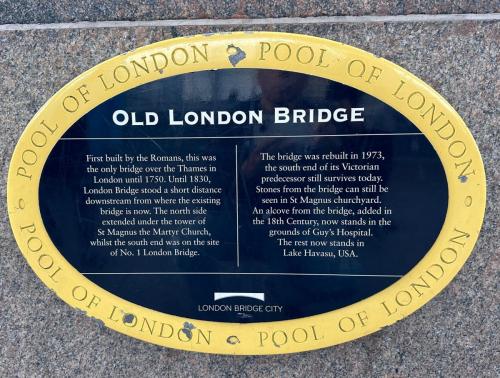 POOL OF LONDON POOL OF LONDON
OLD LONDON BRIDGE
First built by the Romans, this was
the only bridge over the Thames in
London until 1750. Until 1830,
London Bridge stood a short distance
downstream from where the existing
bridge is now. The north side
extended under the tower of
St Magnus the Martyr Church,
whilst the south end was on the site
of No. 1 London Bridge.
The bridge was rebuilt in 1973,
the south end of its Victorian
predecessor still survives today.
Stones from the bridge can still be
seen in St Magnus churchyard.
An alcove from the bridge, added in
the 18th Century, now stands in the
grounds of Guy's Hospital.
The rest now stands in
Lake Havasu, USA.
LONDON BRIDGE CITY
POOL OF LONDON POOL OF LONDON